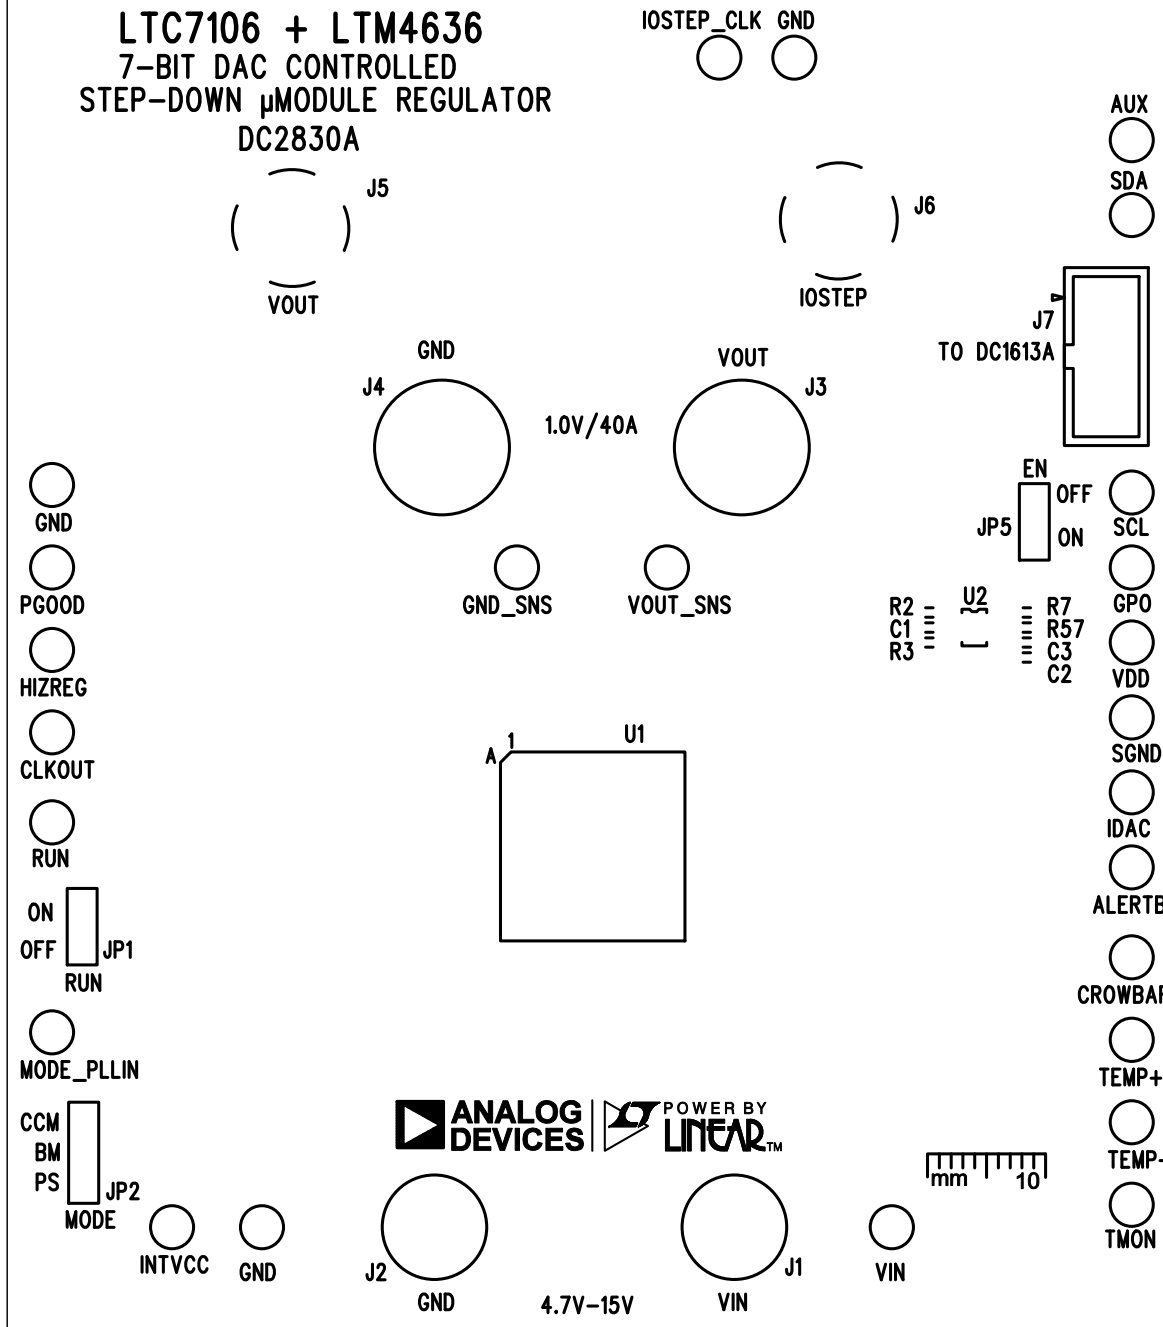 LTC7106 + LTM4636
7-BIT DAC CONTROLLED
STEP-DOWN µMODULE REGULATOR
DC2830A
IOSTEP_CLK GND
AUX
SDA
J5
VOUT
J6
IOSTEP
J7
TO DC1613A
GND
J4
1.0V/40A
VOUT
J3
EN
OFF
JP5
ON
SCL
GND
PGOOD
GND_SNS
VOUT_SNS
R2
C1
R3
U2
R7
R57
C3
C2
GPO
VDD
HIZREG
CLKOUT
A
1
U1
SGND
IDAC
RUN
ON
OFF
JP1
RUN
ALERTB
CROWBAR
MODE_PLLIN
TEMP+
CCM
BM
PS
JP2
MODE
ANALOG
DEVICES
POWER BY
LINEAR™
mm 10
TEMP-
TMON
INTVCC
GND
J2
GND
4.7V-15V
J1
VIN
VIN